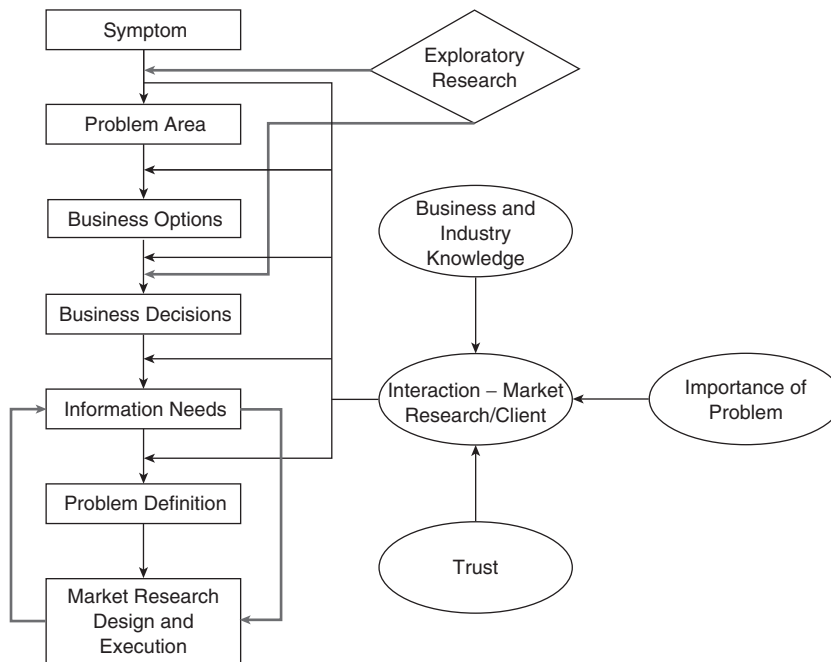 Symptom
Exploratory
Research
Problem Area
Business Options
Business and
Industry
Knowledge
Business Decisions
Information Needs
Interaction – Market
Research/Client
Importance of
Problem
Problem Definition
Trust
Market Research
Design and
Execution